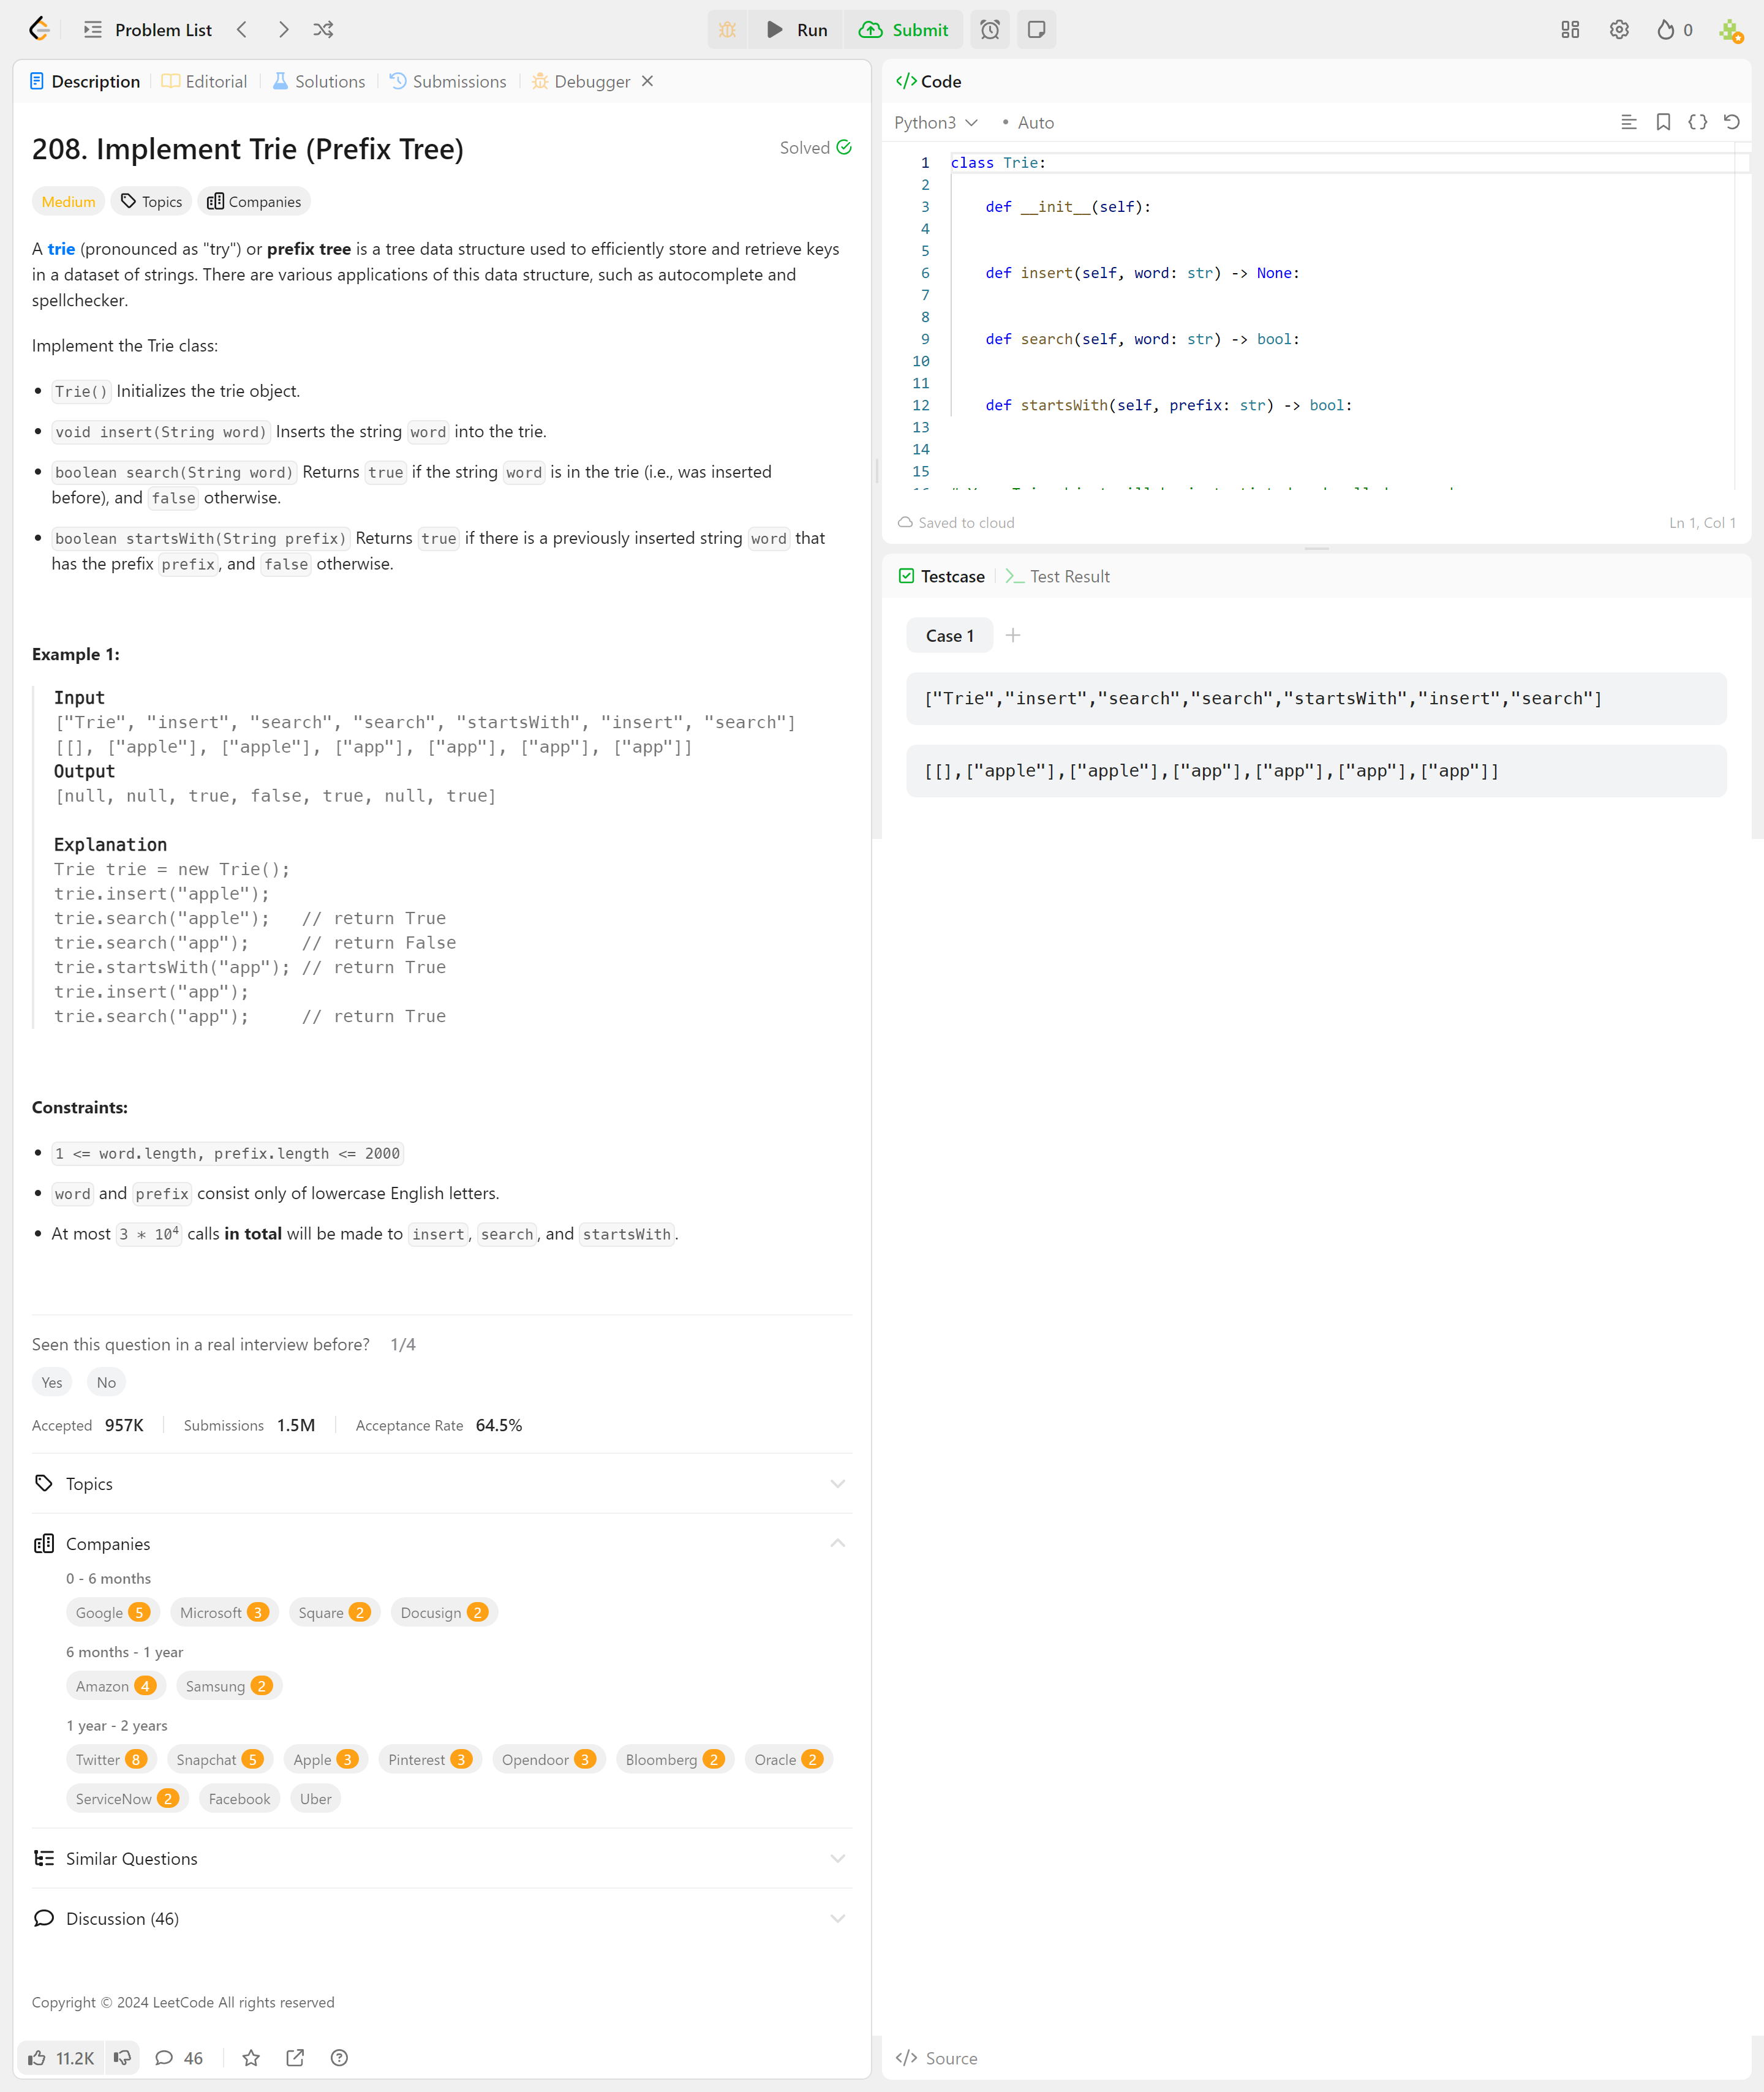 Problem List
Run
Submit
0
Description
Editorial
Solutions
Submissions
Debugger
208. Implement Trie (Prefix Tree)
Solved
Medium
Topics
Companies
A trie (pronounced as "try") or prefix tree is a tree data structure used to efficiently store and retrieve keys
in a dataset of strings. There are various applications of this data structure, such as autocomplete and
spellchecker.
Implement the Trie class:
• Trie() Initializes the trie object.
• void insert(String word) Inserts the string word into the trie.
• boolean search(String word) Returns true if the string word is in the trie (i.e., was inserted
before), and false otherwise.
• boolean startsWith(String prefix) Returns true if there is a previously inserted string word that
has the prefix prefix, and false otherwise.
Example 1:
Input
["Trie", "insert", "search", "search", "startsWith", "insert", "search"]
[[], ["apple"], ["apple"], ["app"], ["app"], ["app"], ["app"]]
Output
[null, null, true, false, true, null, true]
Explanation
Trie trie = new Trie();
trie.insert("apple");
trie.search("apple");   // return True
trie.search("app");     // return False
trie.startsWith("app"); // return True
trie.insert("app");
trie.search("app");     // return True
Constraints:
• 1 <= word.length, prefix.length <= 2000
• word and prefix consist only of lowercase English letters.
• At most 3 * 10⁴ calls in total will be made to insert, search, and startsWith.
Seen this question in a real interview before? 1/4
Yes
No
Accepted 957K
Submissions 1.5M
Acceptance Rate 64.5%
Topics
Companies
0 - 6 months
Google 5
Microsoft 3
Square 2
Docusign 2
6 months - 1 year
Amazon 4
Samsung 2
1 year - 2 years
Twitter 8
Snapchat 5
Apple 3
Pinterest 3
Opendoor 3
Bloomberg 2
Oracle 2
ServiceNow 2
Facebook
Uber
Similar Questions
Discussion (46)
Copyright © 2024 LeetCode All rights reserved
11.2K
46
</> Code
Python3
• Auto
1 class Trie:
2
3     def __init__(self):
4
5
6     def insert(self, word: str) -> None:
7
8
9     def search(self, word: str) -> bool:
10
11
12     def startsWith(self, prefix: str) -> bool:
13
14
15
Saved to cloud
Ln 1, Col 1
Testcase
Test Result
Case 1
["Trie","insert","search","search","startsWith","insert","search"]
[[],["apple"],["apple"],["app"],["app"],["app"],["app"]]
</> Source